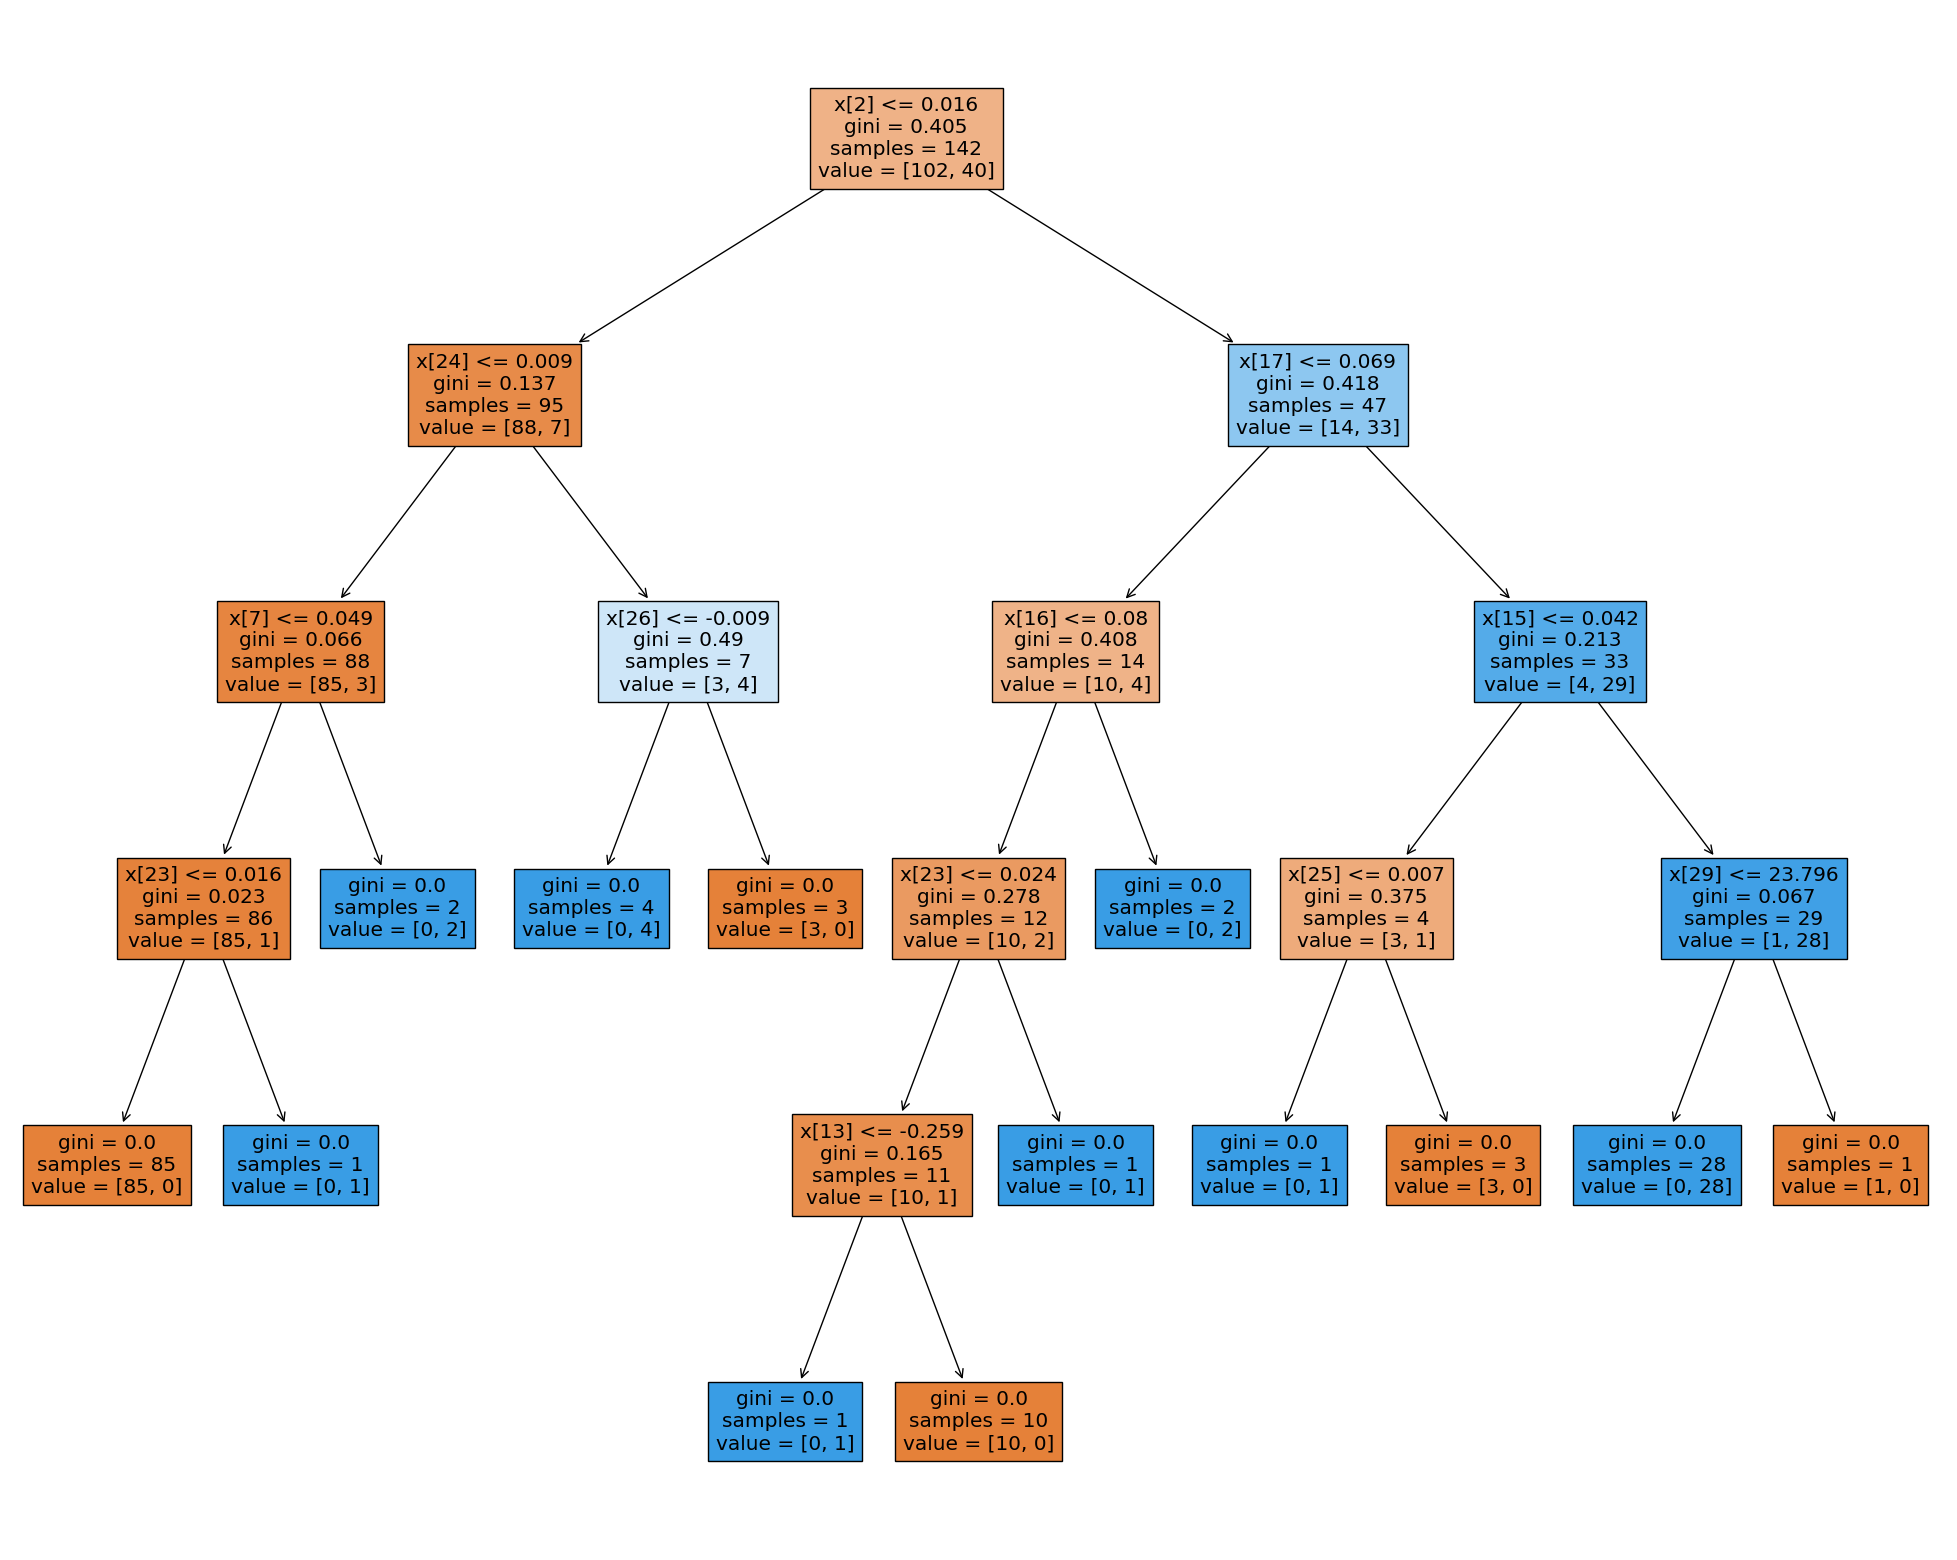 x[2] <= 0.016
gini = 0.405
samples = 142
value = [102, 40]
x[24] <= 0.009
gini = 0.137
samples = 95
value = [88, 7]
x[17] <= 0.069
gini = 0.418
samples = 47
value = [14, 33]
x[7] <= 0.049
gini = 0.066
samples = 88
value = [85, 3]
x[26] <= -0.009
gini = 0.49
samples = 7
value = [3, 4]
x[16] <= 0.08
gini = 0.408
samples = 14
value = [10, 4]
x[15] <= 0.042
gini = 0.213
samples = 33
value = [4, 29]
x[23] <= 0.016
gini = 0.023
samples = 86
value = [85, 1]
gini = 0.0
samples = 2
value = [0, 2]
gini = 0.0
samples = 4
value = [0, 4]
gini = 0.0
samples = 3
value = [3, 0]
x[23] <= 0.024
gini = 0.278
samples = 12
value = [10, 2]
gini = 0.0
samples = 2
value = [0, 2]
x[25] <= 0.007
gini = 0.375
samples = 4
value = [3, 1]
x[29] <= 23.796
gini = 0.067
samples = 29
value = [1, 28]
gini = 0.0
samples = 85
value = [85, 0]
gini = 0.0
samples = 1
value = [0, 1]
x[13] <= -0.259
gini = 0.165
samples = 11
value = [10, 1]
gini = 0.0
samples = 1
value = [0, 1]
gini = 0.0
samples = 1
value = [0, 1]
gini = 0.0
samples = 3
value = [3, 0]
gini = 0.0
samples = 28
value = [0, 28]
gini = 0.0
samples = 1
value = [1, 0]
gini = 0.0
samples = 1
value = [0, 1]
gini = 0.0
samples = 10
value = [10, 0]